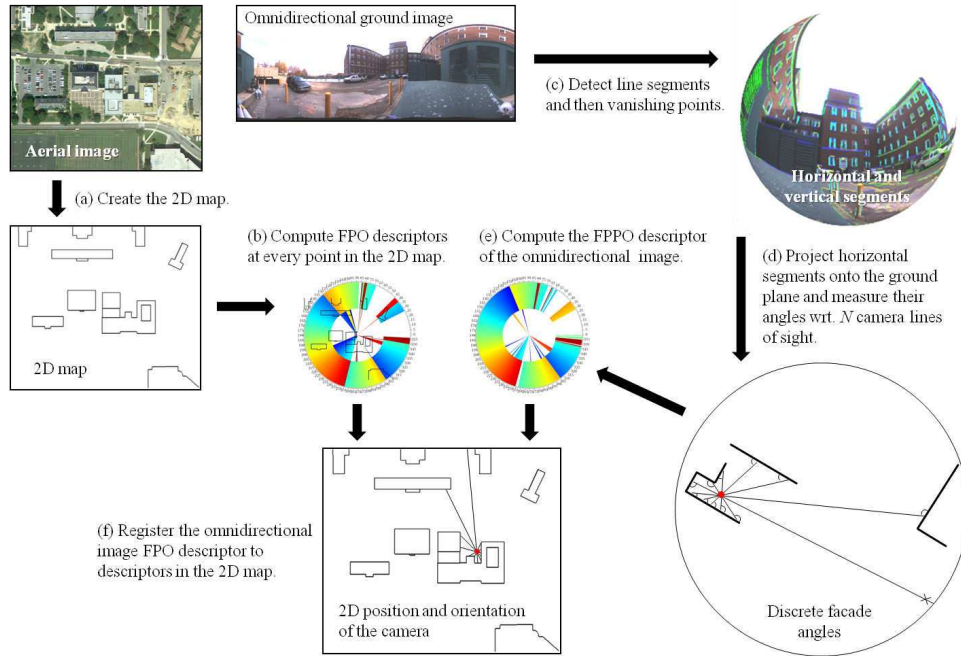 Omnidirectional ground image
Aerial image
(c) Detect line segments
and then vanishing points.
Horizontal and
vertical segments
(a) Create the 2D map.
(b) Compute FPO descriptors
at every point in the 2D map.
(e) Compute the FPPO descriptor
of the omnidirectional image.
(d) Project horizontal
segments onto the ground
plane and measure their
angles wrt. N camera lines
of sight.
2D map
(f) Register the omnidirectional
image FPO descriptor to
descriptors in the 2D map.
2D position and orientation
of the camera
Discrete facade
angles